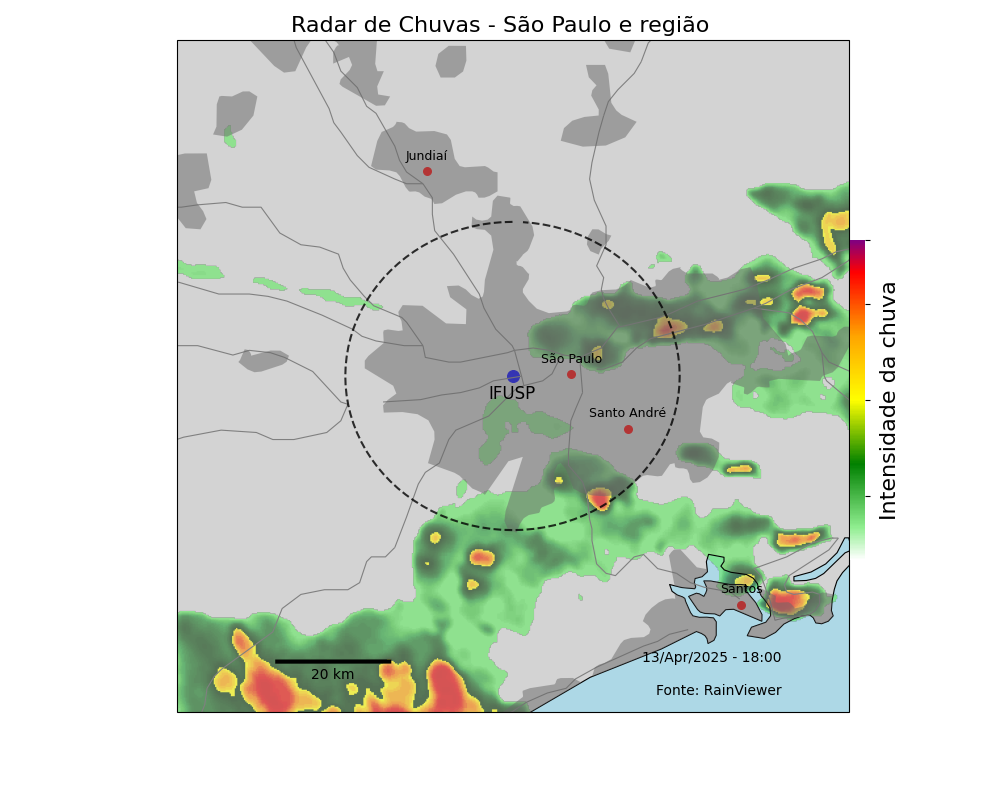 Radar de Chuvas - São Paulo e região
Jundiaí
São Paulo
IFUSP
Santo André
Santos
13/Apr/2025 - 18:00
20 km
Fonte: RainViewer
Intensidade da chuva